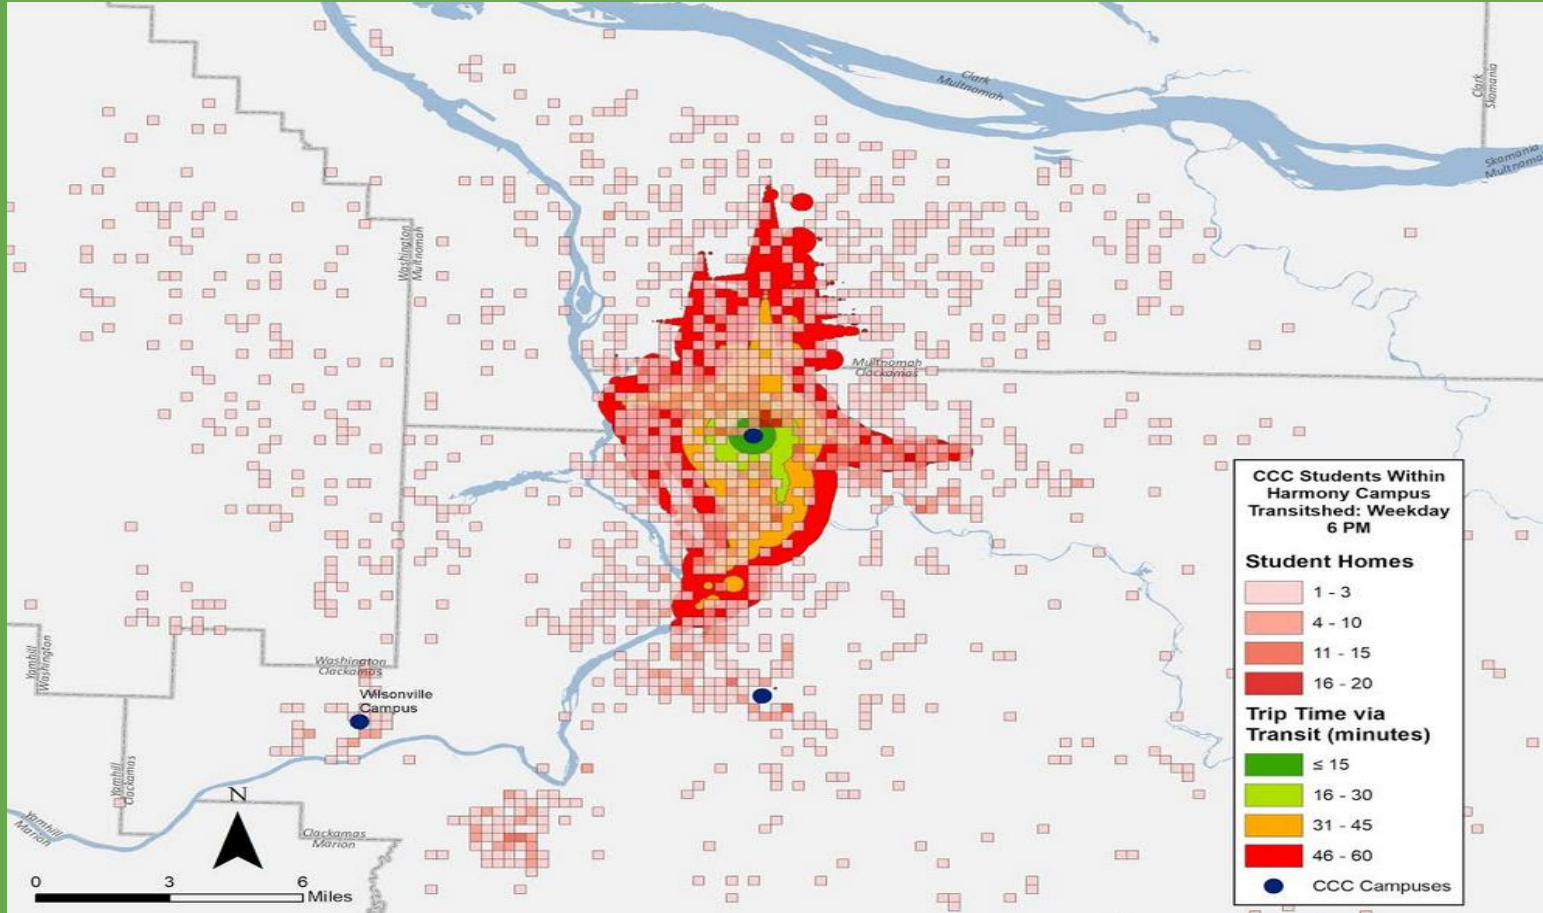 Clark
Multnomah
Clark
Skamania
Skamania
Multnomah
Washington
Multnomah
Multnomah
Clackamas
Yamhill
Washington
Washington
Clackamas
Wilsonville
Campus
Yamhill
Clackamas
Yamhill
Marion
Clackamas
Marion
N
0 3 6
Miles
CCC Students Within
Harmony Campus
Transitshed: Weekday
6 PM
Student Homes
1 - 3
4 - 10
11 - 15
16 - 20
Trip Time via
Transit (minutes)
≤ 15
16 - 30
31 - 45
46 - 60
CCC Campuses